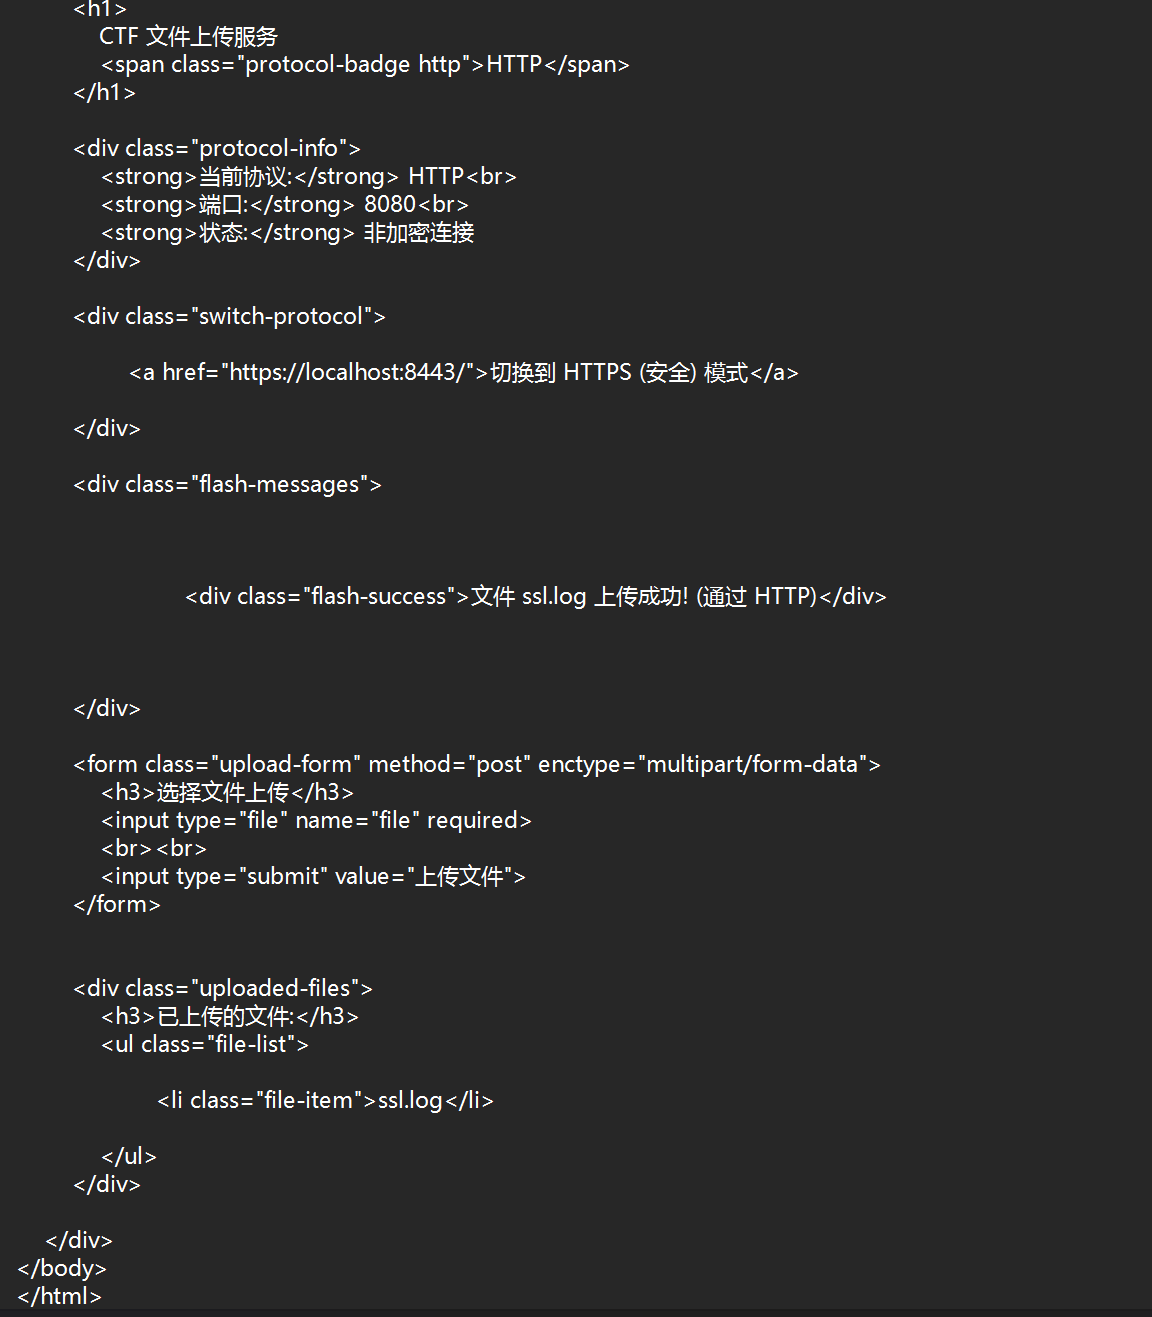 <h1>
CTF 文件上传服务
<span class="protocol-badge http">HTTP</span>
</h1>
<div class="protocol-info">
<strong>当前协议:</strong> HTTP<br>
<strong>端口:</strong> 8080<br>
<strong>状态:</strong> 非加密连接
</div>
<div class="switch-protocol">
<a href="https://localhost:8443/">切换到 HTTPS (安全) 模式</a>
</div>
<div class="flash-messages">
<div class="flash-success">文件 ssl.log 上传成功! (通过 HTTP)</div>
</div>
<form class="upload-form" method="post" enctype="multipart/form-data">
<h3>选择文件上传</h3>
<input type="file" name="file" required>
<br><br>
<input type="submit" value="上传文件">
</form>
<div class="uploaded-files">
<h3>已上传的文件:</h3>
<ul class="file-list">
<li class="file-item">ssl.log</li>
</ul>
</div>
</div>
</body>
</html>